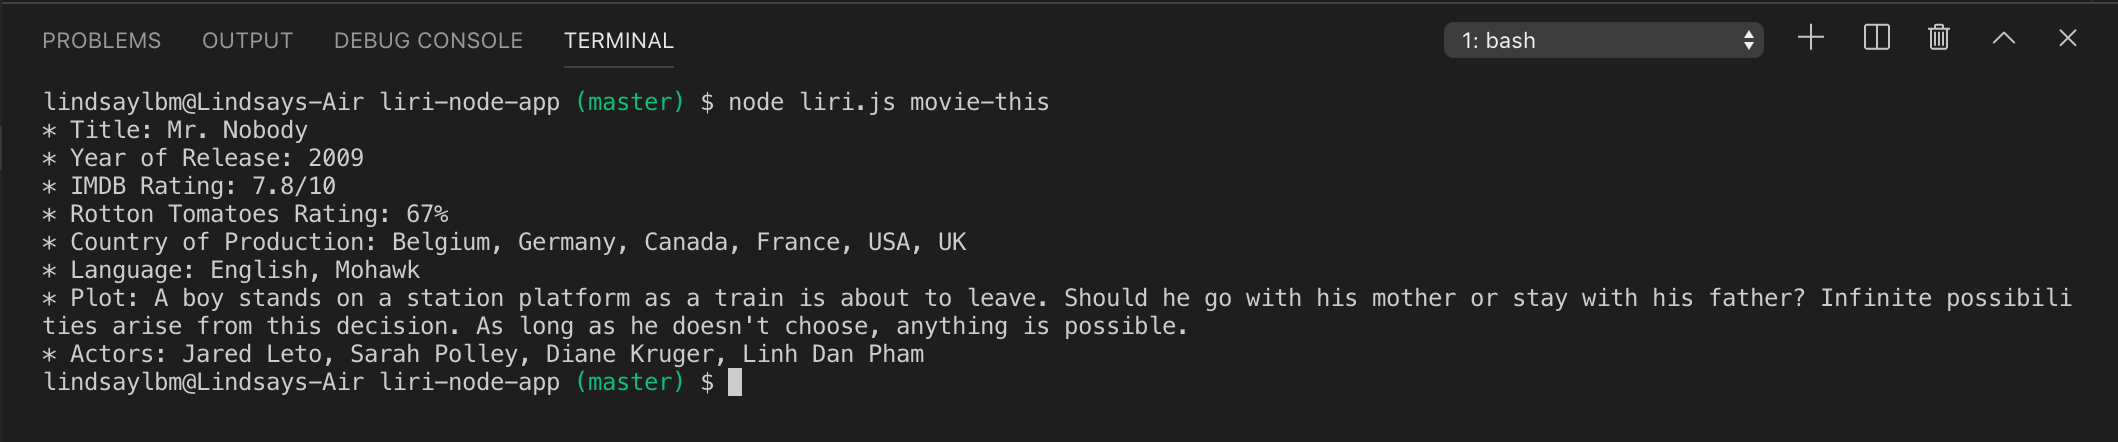 PROBLEMS OUTPUT DEBUG CONSOLE TERMINAL 1: bash
lindsaylbm@Lindsays-Air liri-node-app (master) $ node liri.js movie-this
* Title: Mr. Nobody
* Year of Release: 2009
* IMDB Rating: 7.8/10
* Rotton Tomatoes Rating: 67%
* Country of Production: Belgium, Germany, Canada, France, USA, UK
* Language: English, Mohawk
* Plot: A boy stands on a station platform as a train is about to leave. Should he go with his mother or stay with his father? Infinite possibili
ties arise from this decision. As long as he doesn't choose, anything is possible.
* Actors: Jared Leto, Sarah Polley, Diane Kruger, Linh Dan Pham
lindsaylbm@Lindsays-Air liri-node-app (master) $